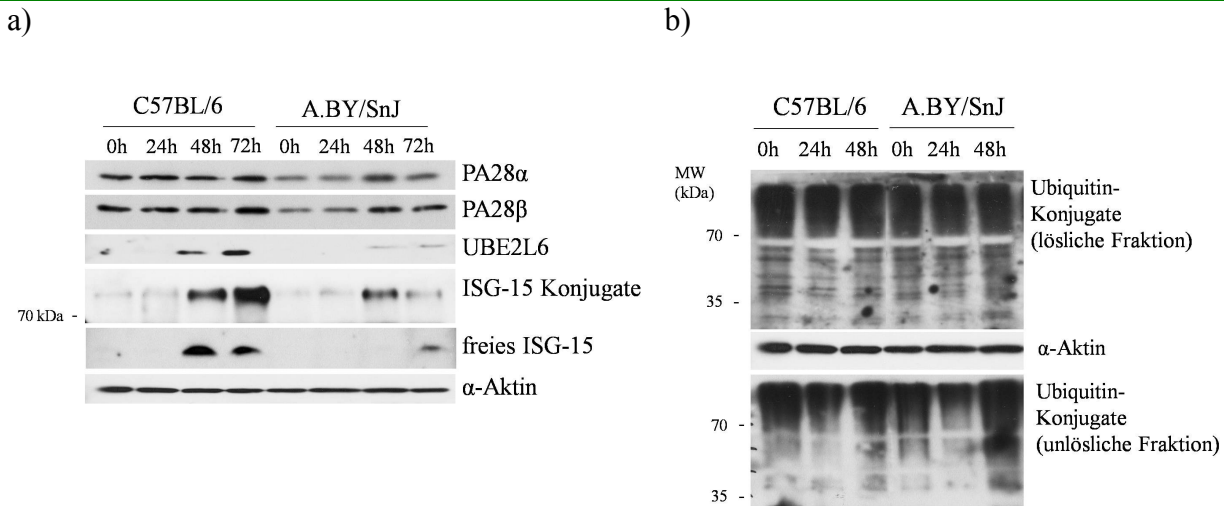 a)
C57BL/6 A.BY/SnJ
0h 24h 48h 72h 0h 24h 48h 72h
PA28α
PA28β
UBE2L6
ISG-15 Konjugate
70 kDa -
freies ISG-15
α-Aktin
b)
C57BL/6 A.BY/SnJ
0h 24h 48h 0h 24h 48h
MW
(kDa)
70 -
35 -
Ubiquitin-
Konjugate
(lösliche Fraktion)
α-Aktin
70 -
35 -
Ubiquitin-
Konjugate
(unlösliche Fraktion)